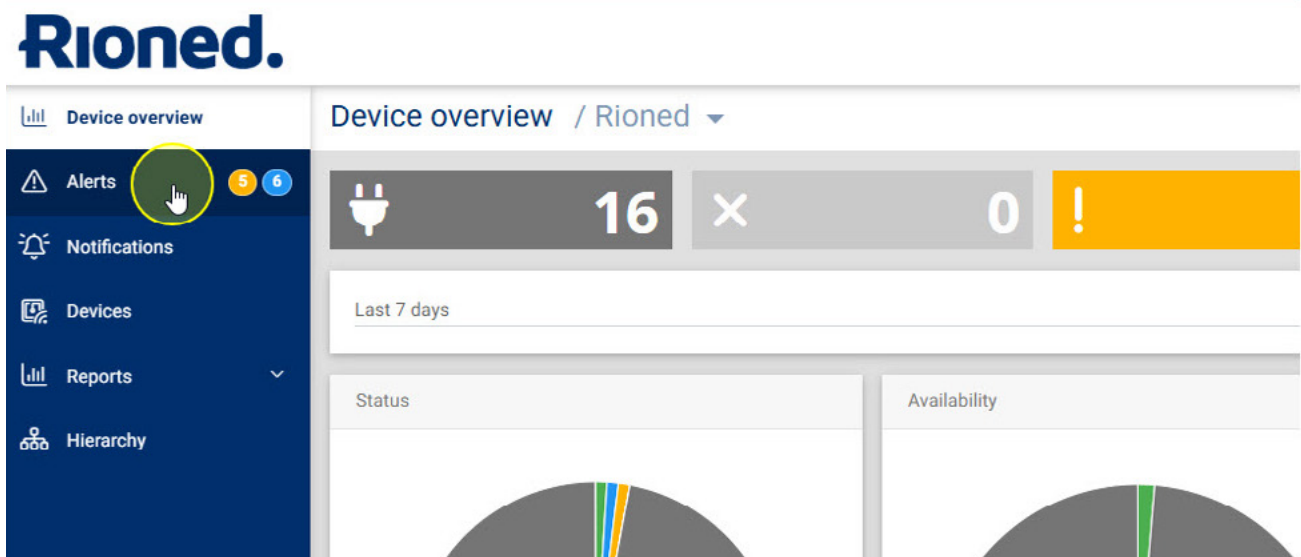 Rioned.
Device overview
Alerts 5 6
Notifications
Devices
Reports
Hierarchy
Device overview / Rioned
16 0 !
Last 7 days
Status
Availability